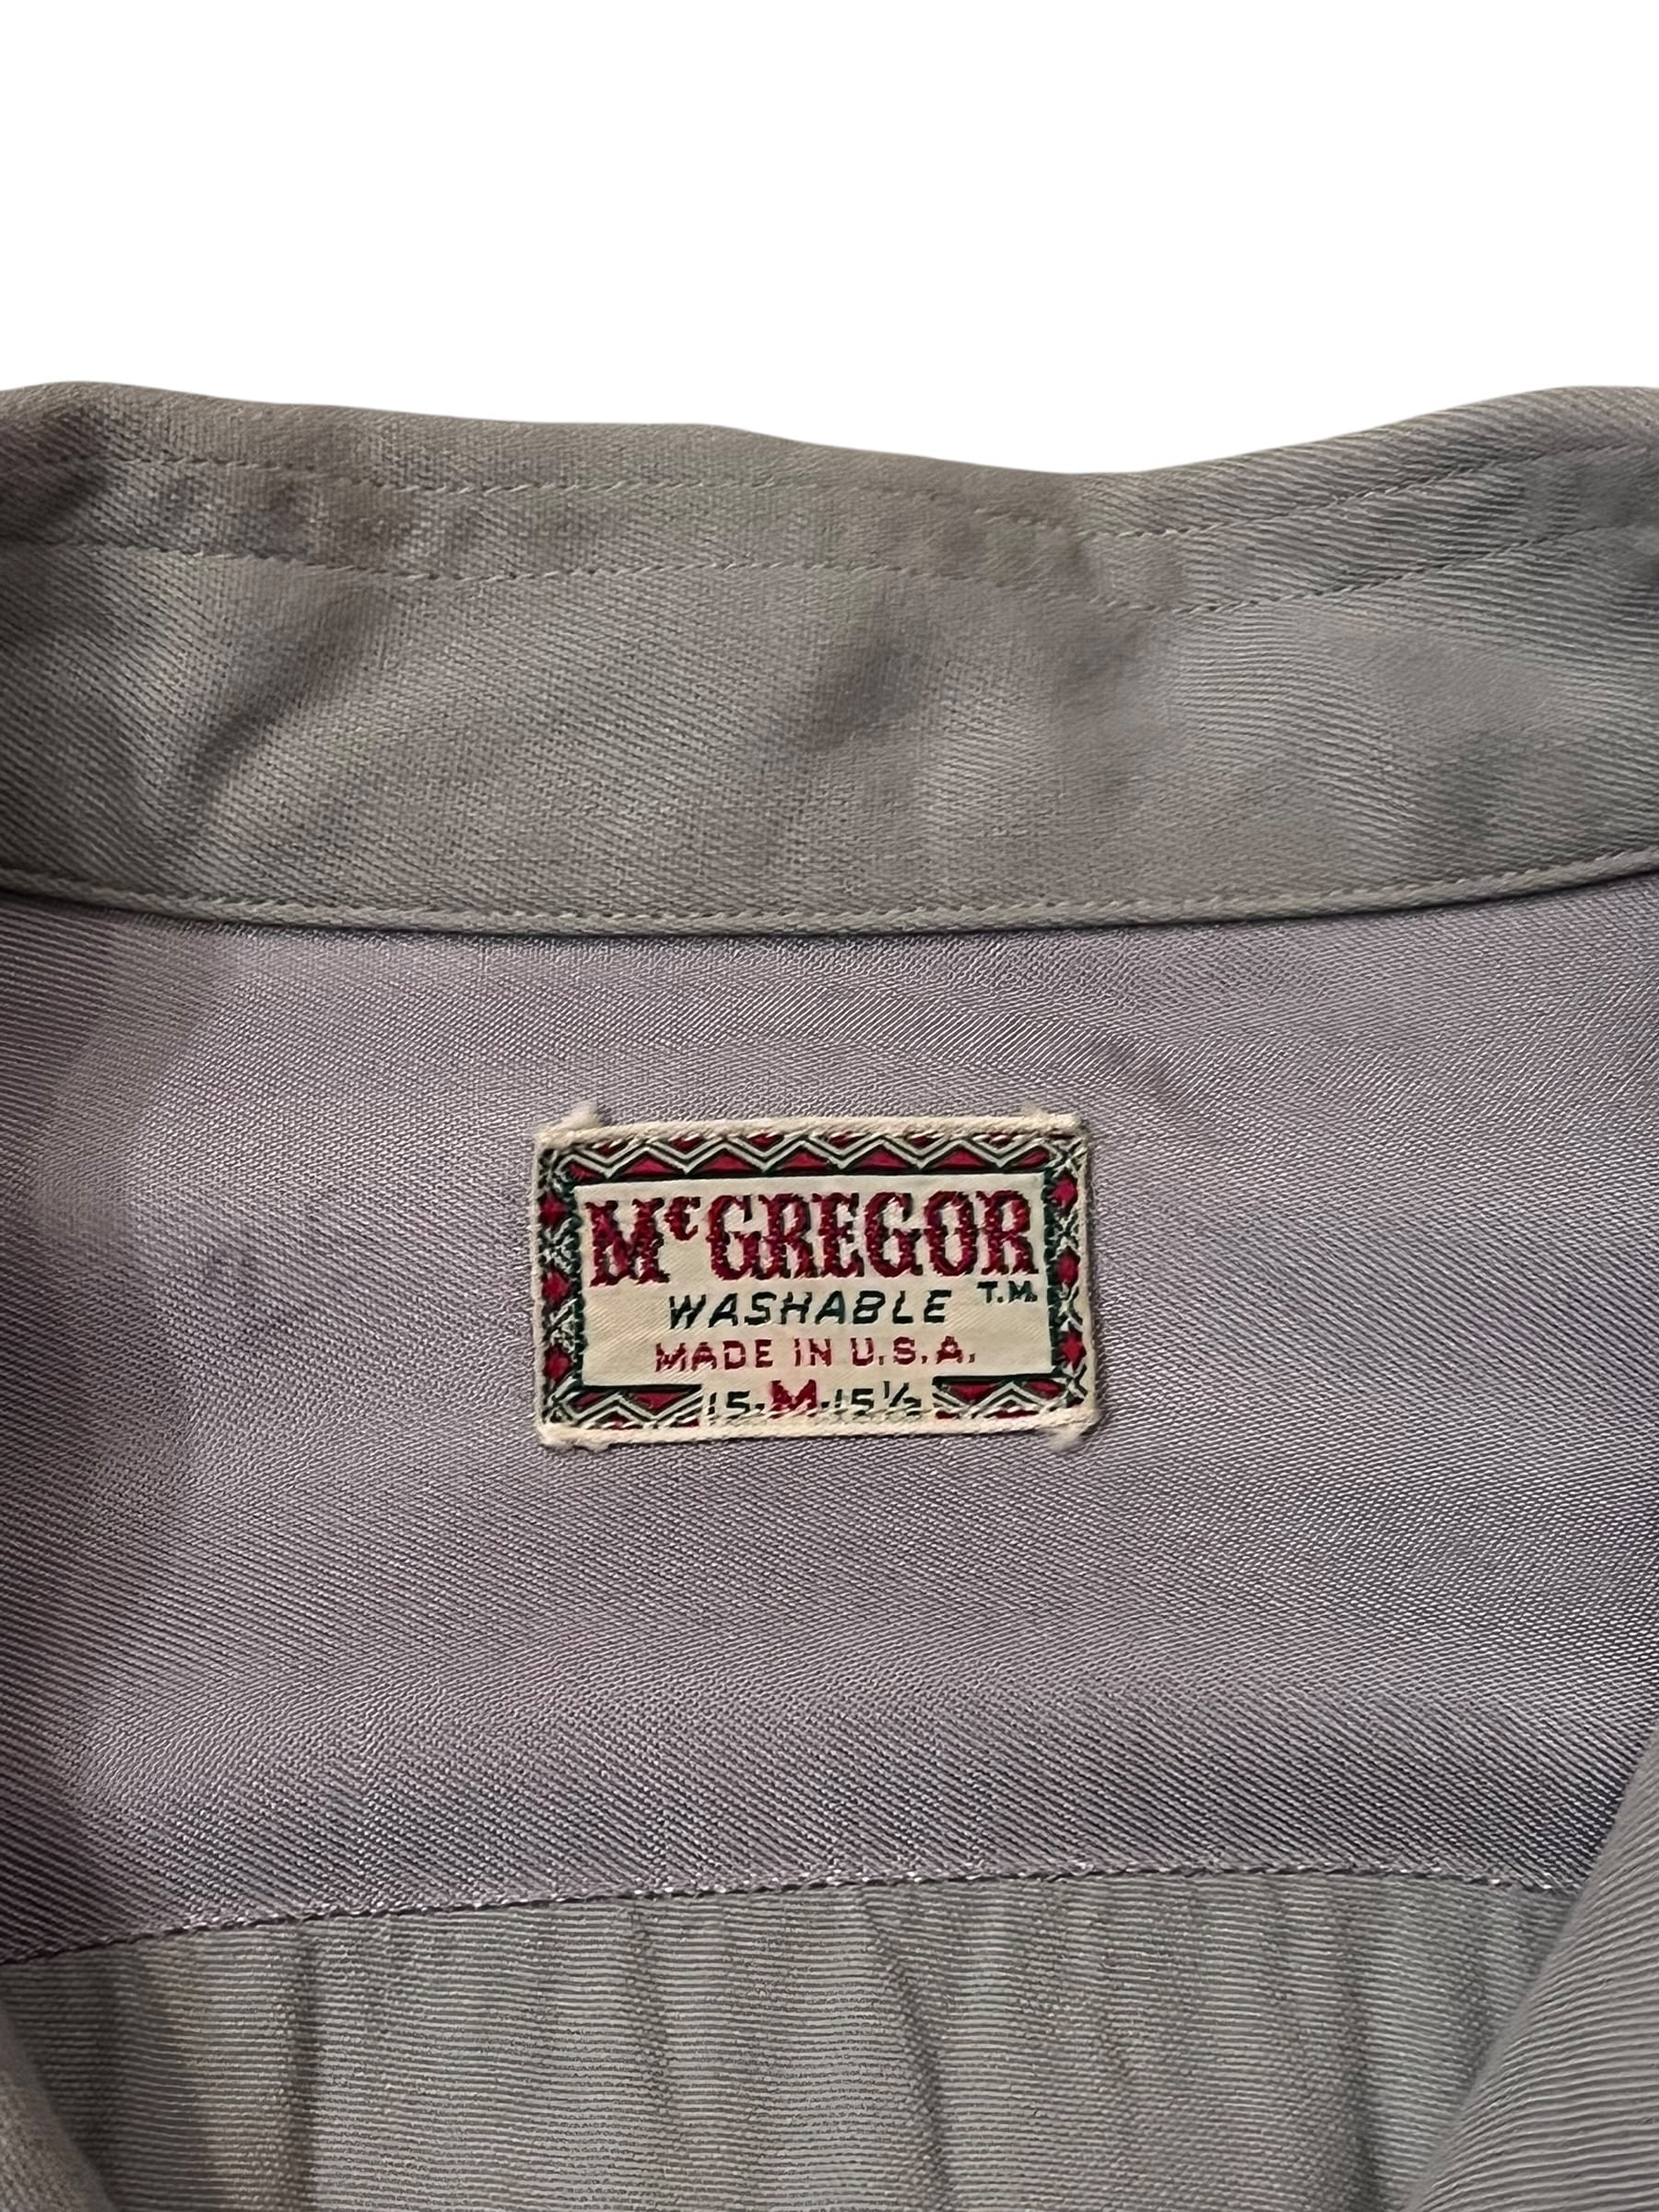 McGREGOR
T.M.
WASHABLE
MADE IN U.S.A.
15-M-15½